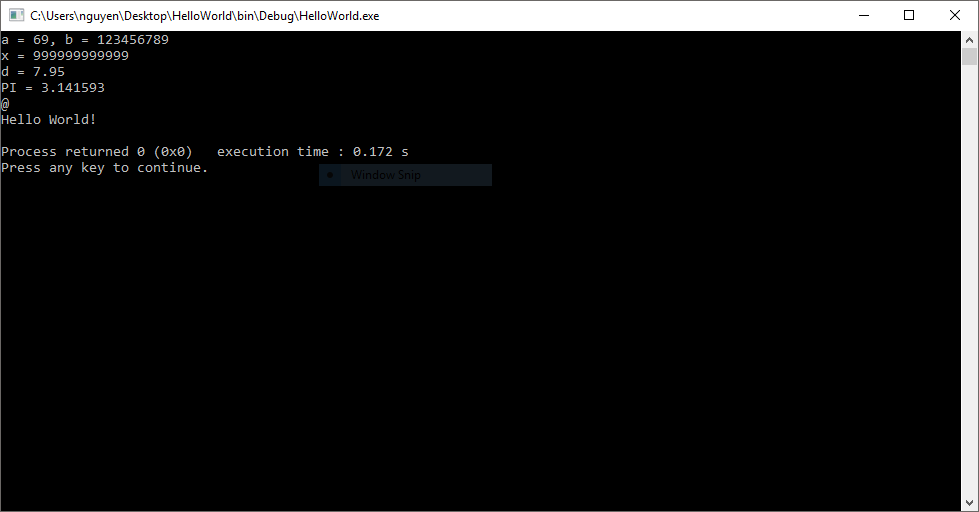 C:\Users\nguyen\Desktop\HelloWorld\bin\Debug\HelloWorld.exe
a = 69, b = 123456789
x = 999999999999
d = 7.95
PI = 3.141593
@
Hello World!
Process returned 0 (0x0)   execution time : 0.172 s
Press any key to continue.
Window Snip